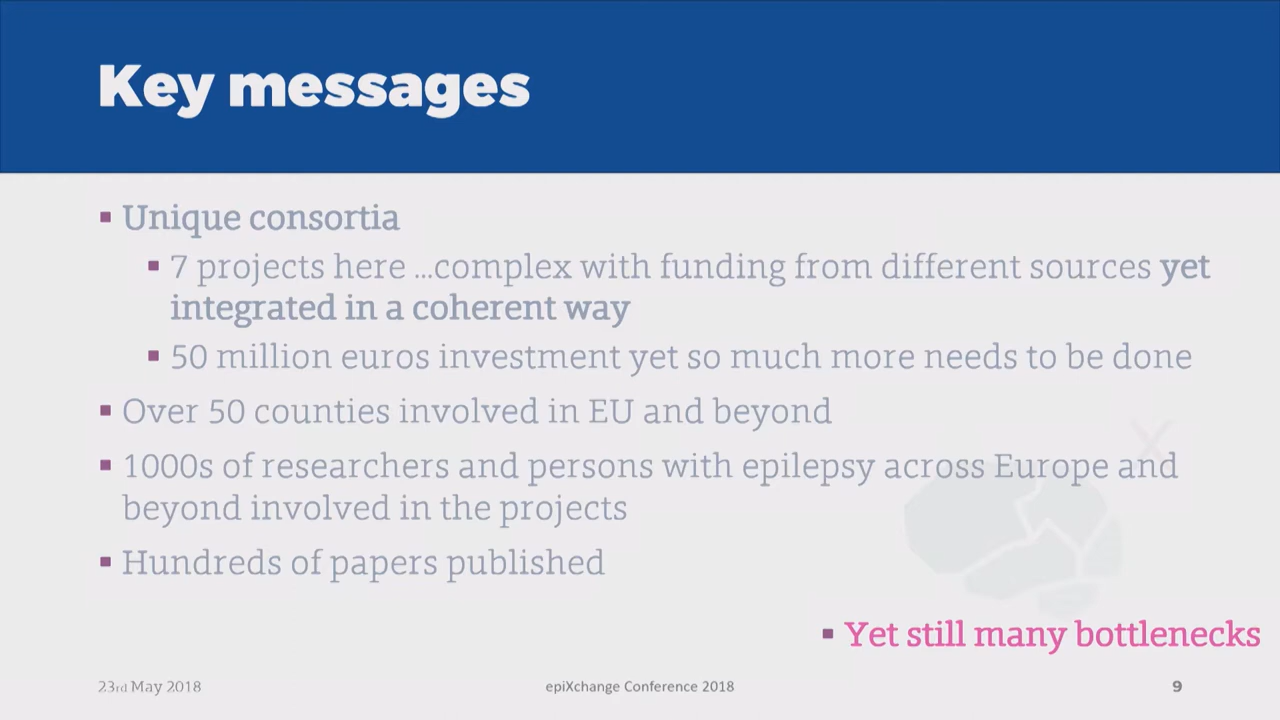 Key messages
Unique consortia
7 projects here ...complex with funding from different sources yet
integrated in a coherent way
50 million euros investment yet so much more needs to be done
Over 50 counties involved in EU and beyond
1000s of researchers and persons with epilepsy across Europe and
beyond involved in the projects
Hundreds of papers published
Yet still many bottlenecks
23rd May 2018
epiXchange Conference 2018
9